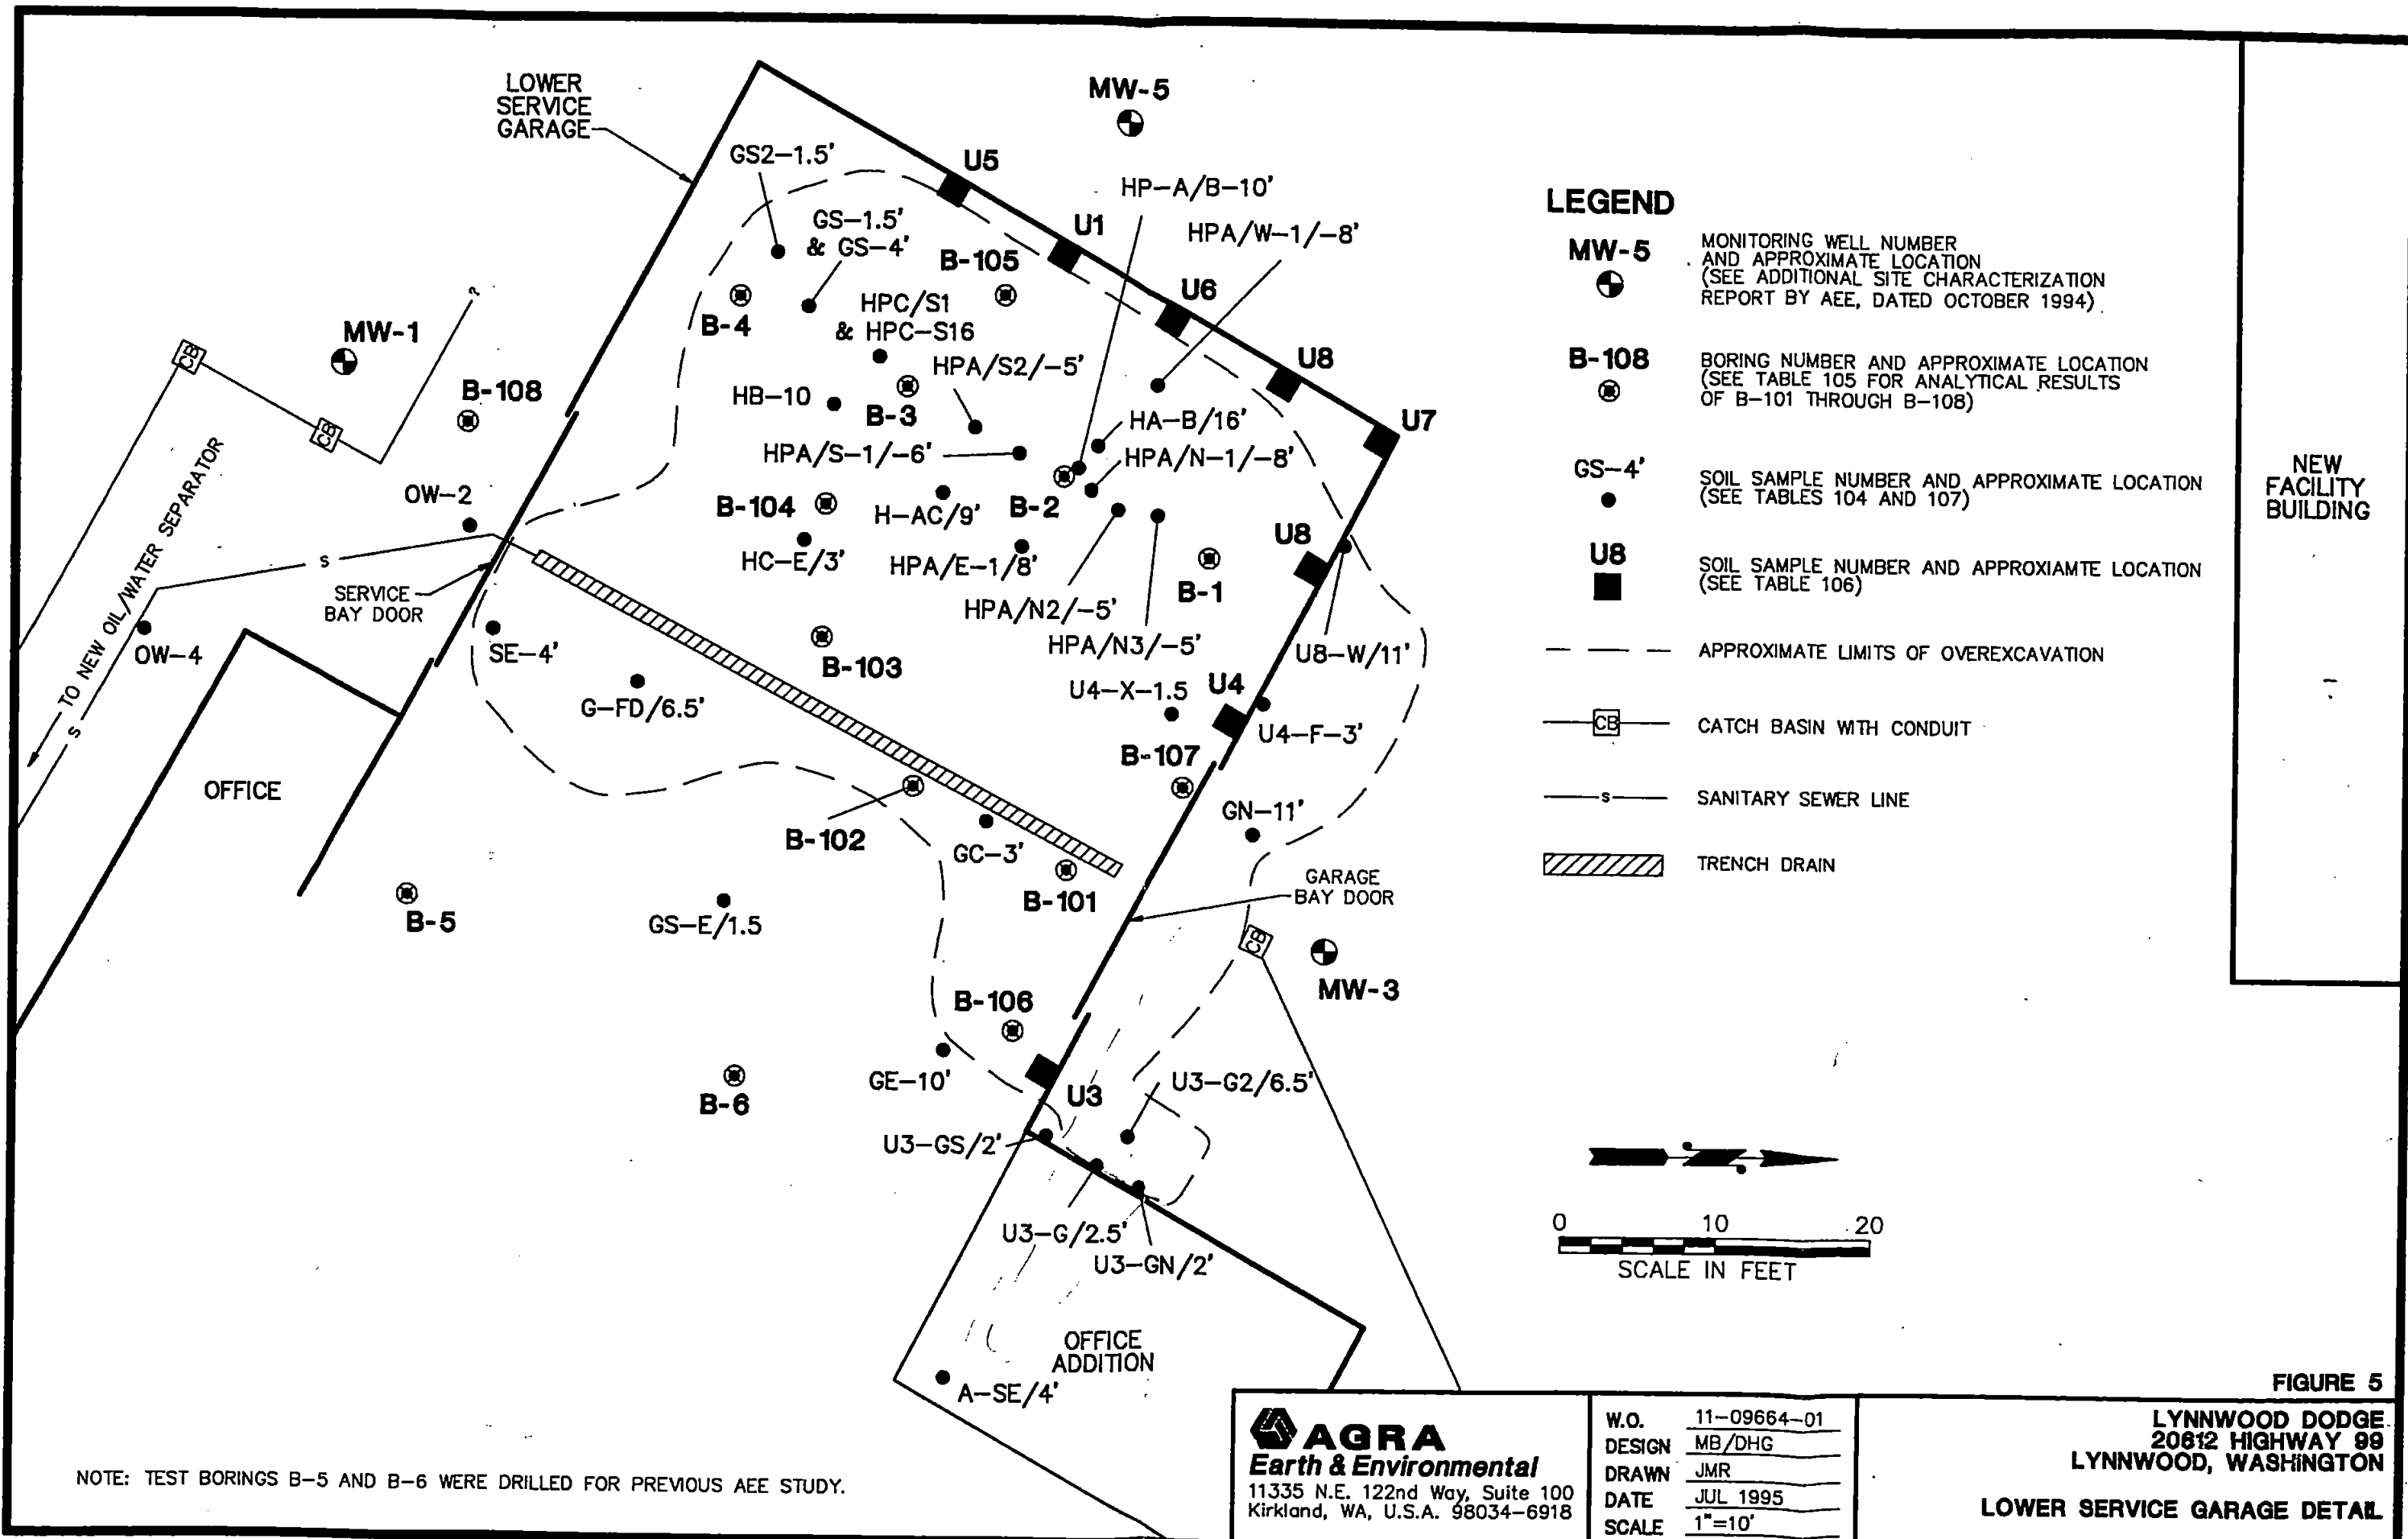 LOWER
SERVICE
GARAGE
MW-5
GS2-1.5'
U5
HP-A/B-10'
GS-1.5'
& GS-4'
U1
HPA/W-1/-8'
B-105
B-4
HPC/S1
& HPC-S16
U6
?
MW-1
CB
CB
B-108
HPA/S2/-5'
U8
HB-10
B-3
U7
HA-B/16'
HPA/S-1/-6'
HPA/N-1/-8'
OW-2
B-104
H-AC/9'
B-2
U8
HC-E/3'
HPA/E-1/8'
S
SERVICE
BAY DOOR
B-1
HPA/N2/-5'
HPA/N3/-5'
U8-W/11'
TO NEW OIL/WATER SEPARATOR
S
OW-4
SE-4'
B-103
G-FD/6.5'
U4-X-1.5
U4
U4-F-3'
B-107
OFFICE
GN-11'
B-102
GC-3'
GARAGE
BAY DOOR
B-101
B-5
GS-E/1.5
CB
MW-3
B-106
GE-10'
U3
U3-G2/6.5'
B-6
U3-GS/2'
U3-G/2.5'
U3-GN/2'
OFFICE
ADDITION
A-SE/4'
NOTE: TEST BORINGS B-5 AND B-6 WERE DRILLED FOR PREVIOUS AEE STUDY.
LEGEND
MW-5
MONITORING WELL NUMBER
AND APPROXIMATE LOCATION
(SEE ADDITIONAL SITE CHARACTERIZATION
REPORT BY AEE, DATED OCTOBER 1994)
B-108
BORING NUMBER AND APPROXIMATE LOCATION
(SEE TABLE 105 FOR ANALYTICAL RESULTS
OF B-101 THROUGH B-108)
GS-4'
SOIL SAMPLE NUMBER AND APPROXIMATE LOCATION
(SEE TABLES 104 AND 107)
U8
SOIL SAMPLE NUMBER AND APPROXIAMTE LOCATION
(SEE TABLE 106)
APPROXIMATE LIMITS OF OVEREXCAVATION
CB
CATCH BASIN WITH CONDUIT
S
SANITARY SEWER LINE
TRENCH DRAIN
NEW
FACILITY
BUILDING
0 10 20
SCALE IN FEET
FIGURE 5
AGRA
Earth & Environmental
11335 N.E. 122nd Way, Suite 100
Kirkland, WA, U.S.A. 98034-6918
W.O. 11-09664-01
DESIGN MB/DHG
DRAWN JMR
DATE JUL 1995
SCALE 1"=10'
LYNNWOOD DODGE
20612 HIGHWAY 99
LYNNWOOD, WASHINGTON
LOWER SERVICE GARAGE DETAIL